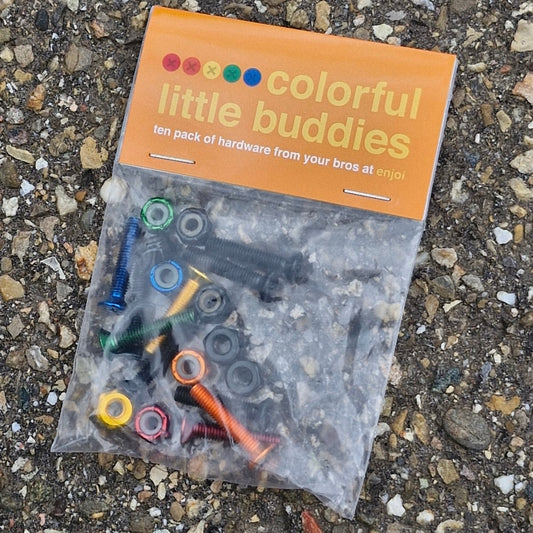 colorful
little buddies
ten pack of hardware from your bros at enjoi